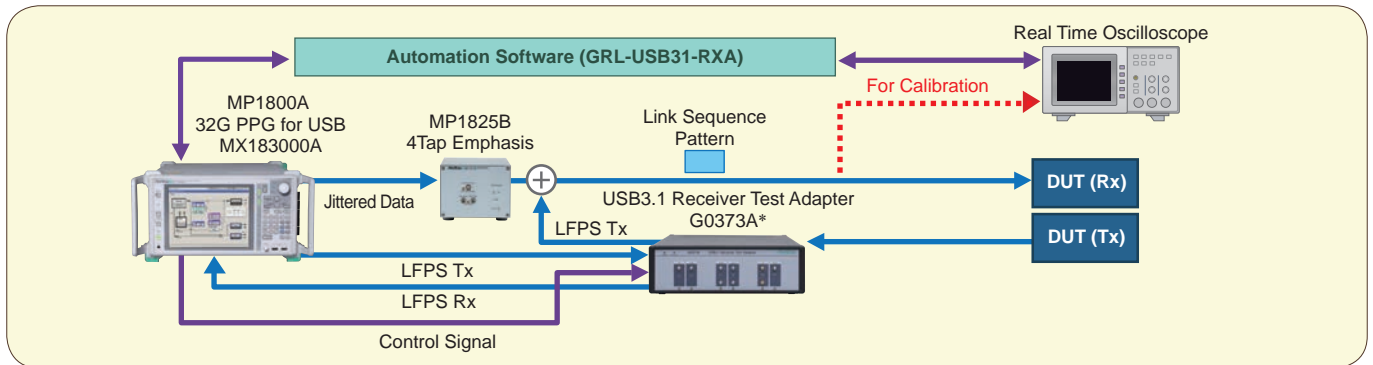 Automation Software (GRL-USB31-RXA)
Real Time Oscilloscope
For Calibration
MP1800A
32G PPG for USB
MX183000A
MP1825B
4Tap Emphasis
Link Sequence
Pattern
Jittered Data
DUT (Rx)
USB3.1 Receiver Test Adapter
G0373A*
LFPS Tx
DUT (Tx)
LFPS Tx
LFPS Rx
Control Signal